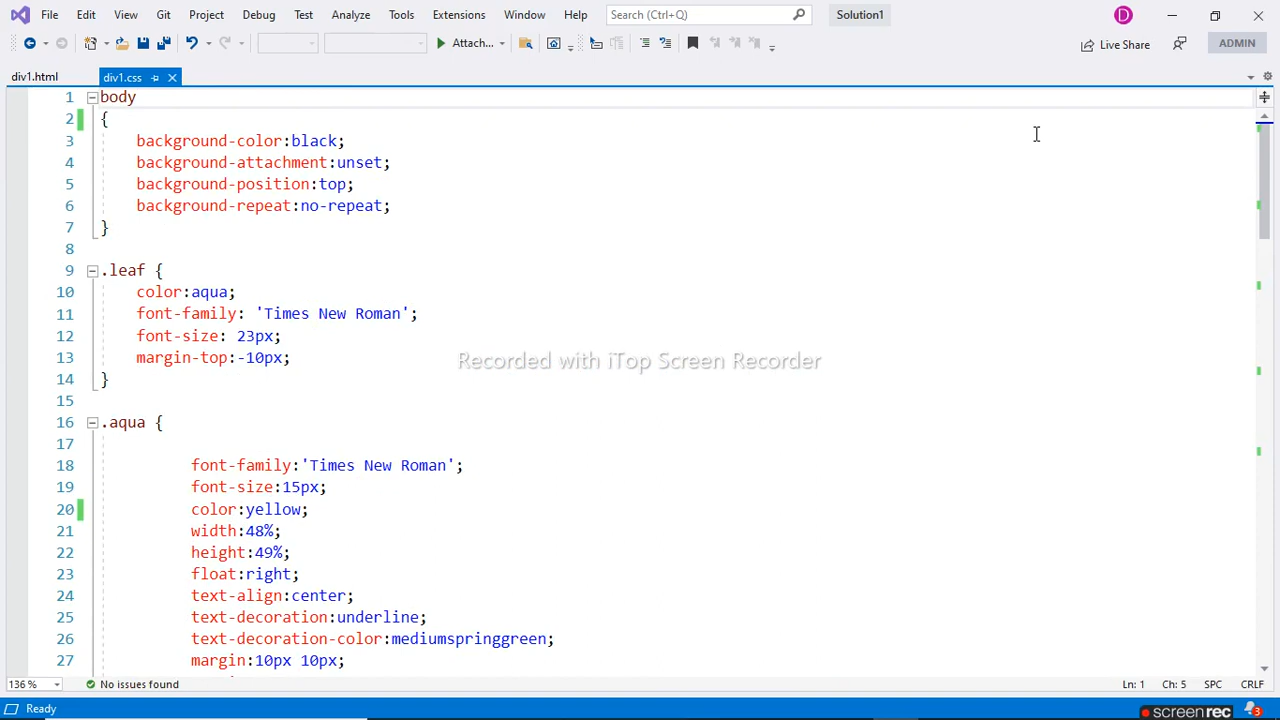 File Edit View Git Project Debug Test Analyze Tools Extensions Window Help Search (Ctrl+Q) Solution1 D
Attach... Live Share ADMIN
div1.html div1.css
1 body
2 {
3 background-color:black;
4 background-attachment:unset;
5 background-position:top;
6 background-repeat:no-repeat;
7 }
8
9 .leaf {
10 color:aqua;
11 font-family: 'Times New Roman';
12 font-size: 23px;
13 margin-top:-10px;
14 }
15
16 .aqua {
17
18 font-family:'Times New Roman';
19 font-size:15px;
20 color:yellow;
21 width:48%;
22 height:49%;
23 float:right;
24 text-align:center;
25 text-decoration:underline;
26 text-decoration-color:mediumspringgreen;
27 margin:10px 10px;
Recorded with iTop Screen Recorder
136 % No issues found Ln: 1 Ch: 5 SPC CRLF
Ready screenrec 3